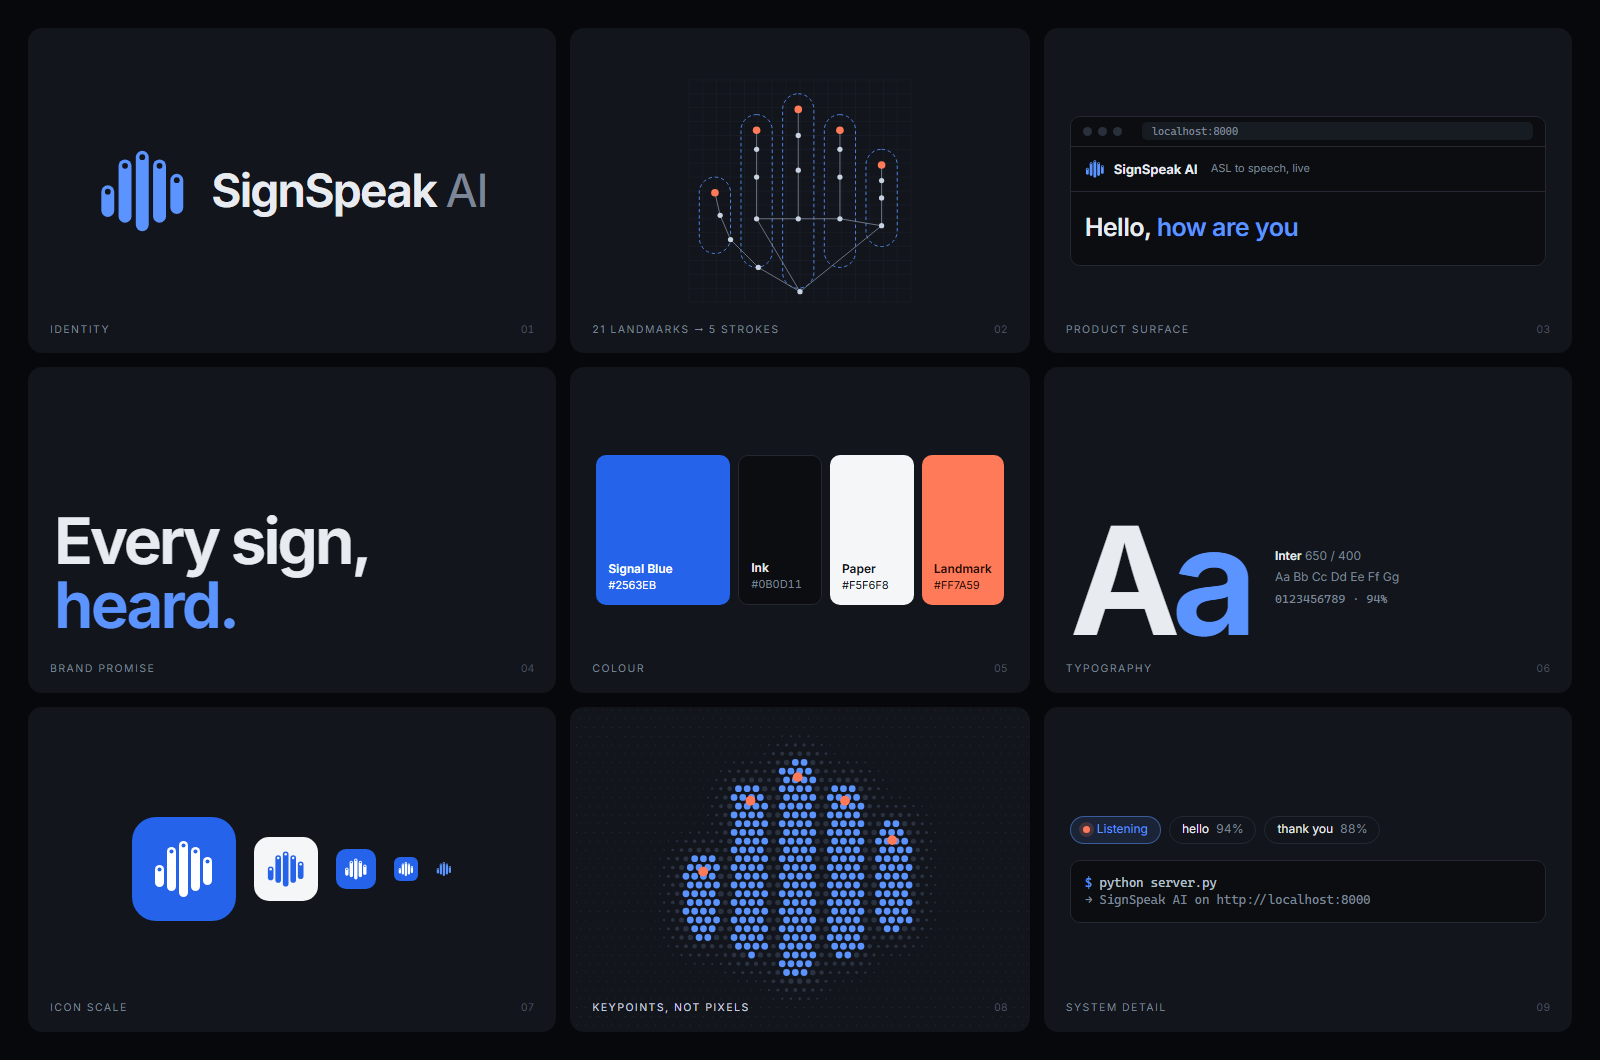 SignSpeak AI
IDENTITY
01
21 LANDMARKS → 5 STROKES
02
localhost:8000
SignSpeak AI
ASL to speech, live
Hello, how are you
PRODUCT SURFACE
03
Every sign,
heard.
BRAND PROMISE
04
Signal Blue
#2563EB
Ink
#0B0D11
Paper
#F5F6F8
Landmark
#FF7A59
COLOUR
05
Aa
Inter 650 / 400
Aa Bb Cc Dd Ee Ff Gg
0123456789 · 94%
TYPOGRAPHY
06
ICON SCALE
07
KEYPOINTS, NOT PIXELS
08
Listening
hello 94%
thank you 88%
$ python server.py
→ SignSpeak AI on http://localhost:8000
SYSTEM DETAIL
09